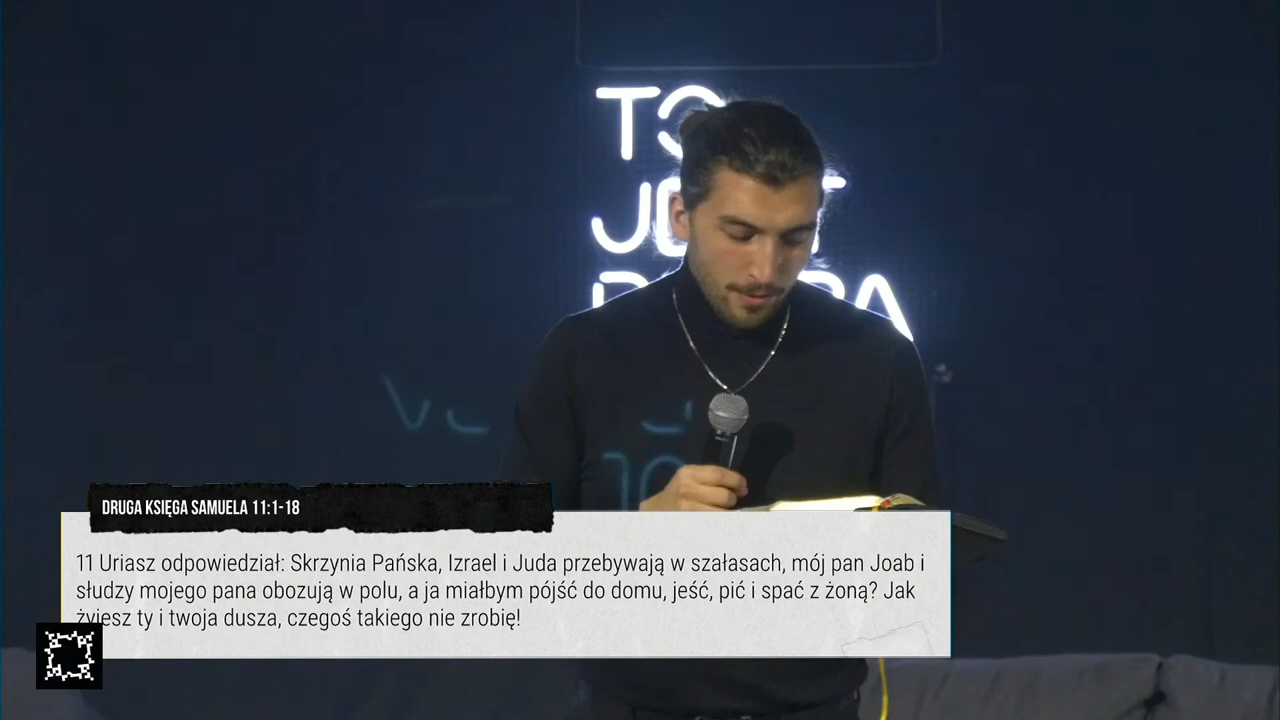 TO
DRUGA KSIĘGA SAMUELA 11:1-18
11 Uriasz odpowiedział: Skrzynia Pańska, Izrael i Juda przebywają w szałasach, mój pan Joab i
słudzy mojego pana obozują w polu, a ja miałbym pójść do domu, jeść, pić i spać z żoną? Jak
żyjesz ty i twoja dusza, czegoś takiego nie zrobię!